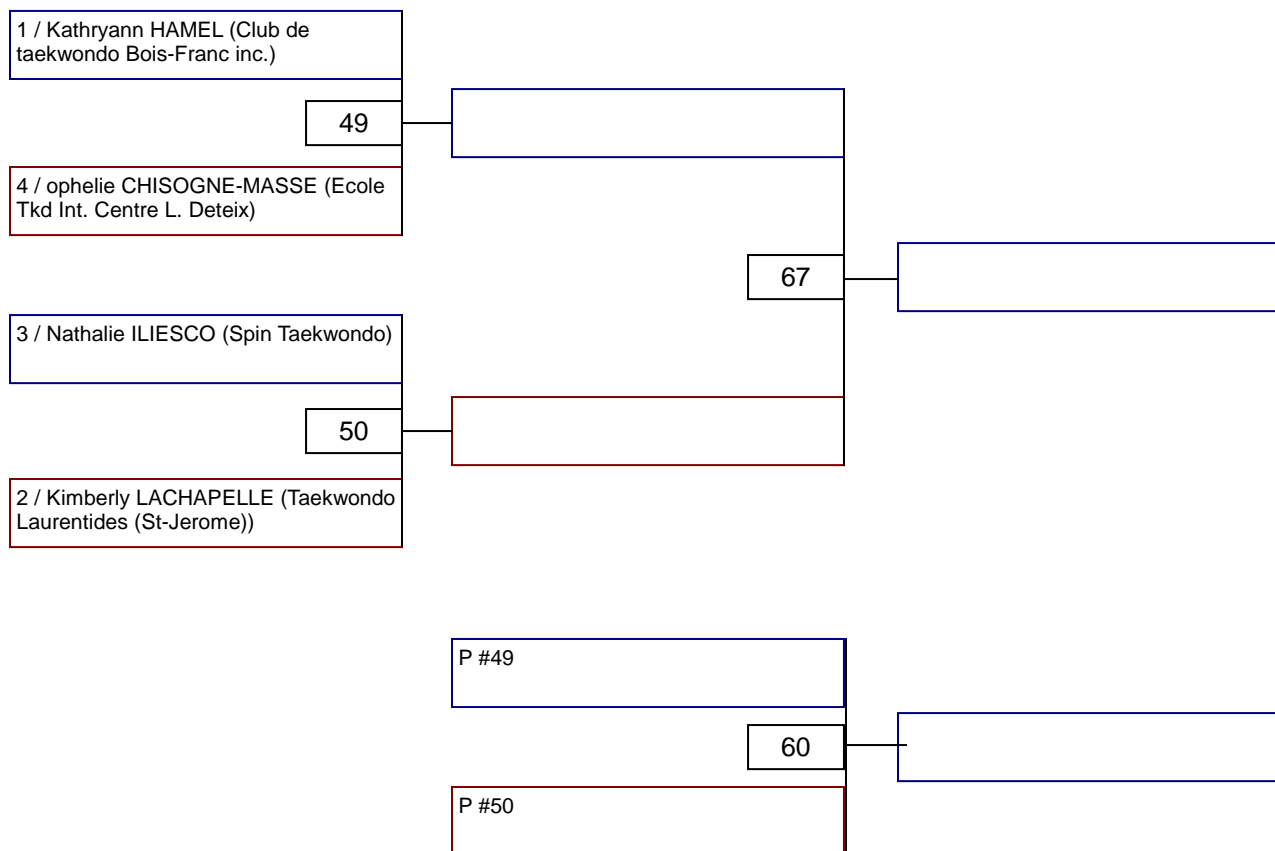 1 / Kathryann HAMEL (Club de
taekwondo Bois-Franc inc.)
49
4 / ophelie CHISOGNE-MASSE (Ecole
Tkd Int. Centre L. Deteix)
67
3 / Nathalie ILIESCO (Spin Taekwondo)
50
2 / Kimberly LACHAPELLE (Taekwondo
Laurentides (St-Jerome))
P #49
60
P #50